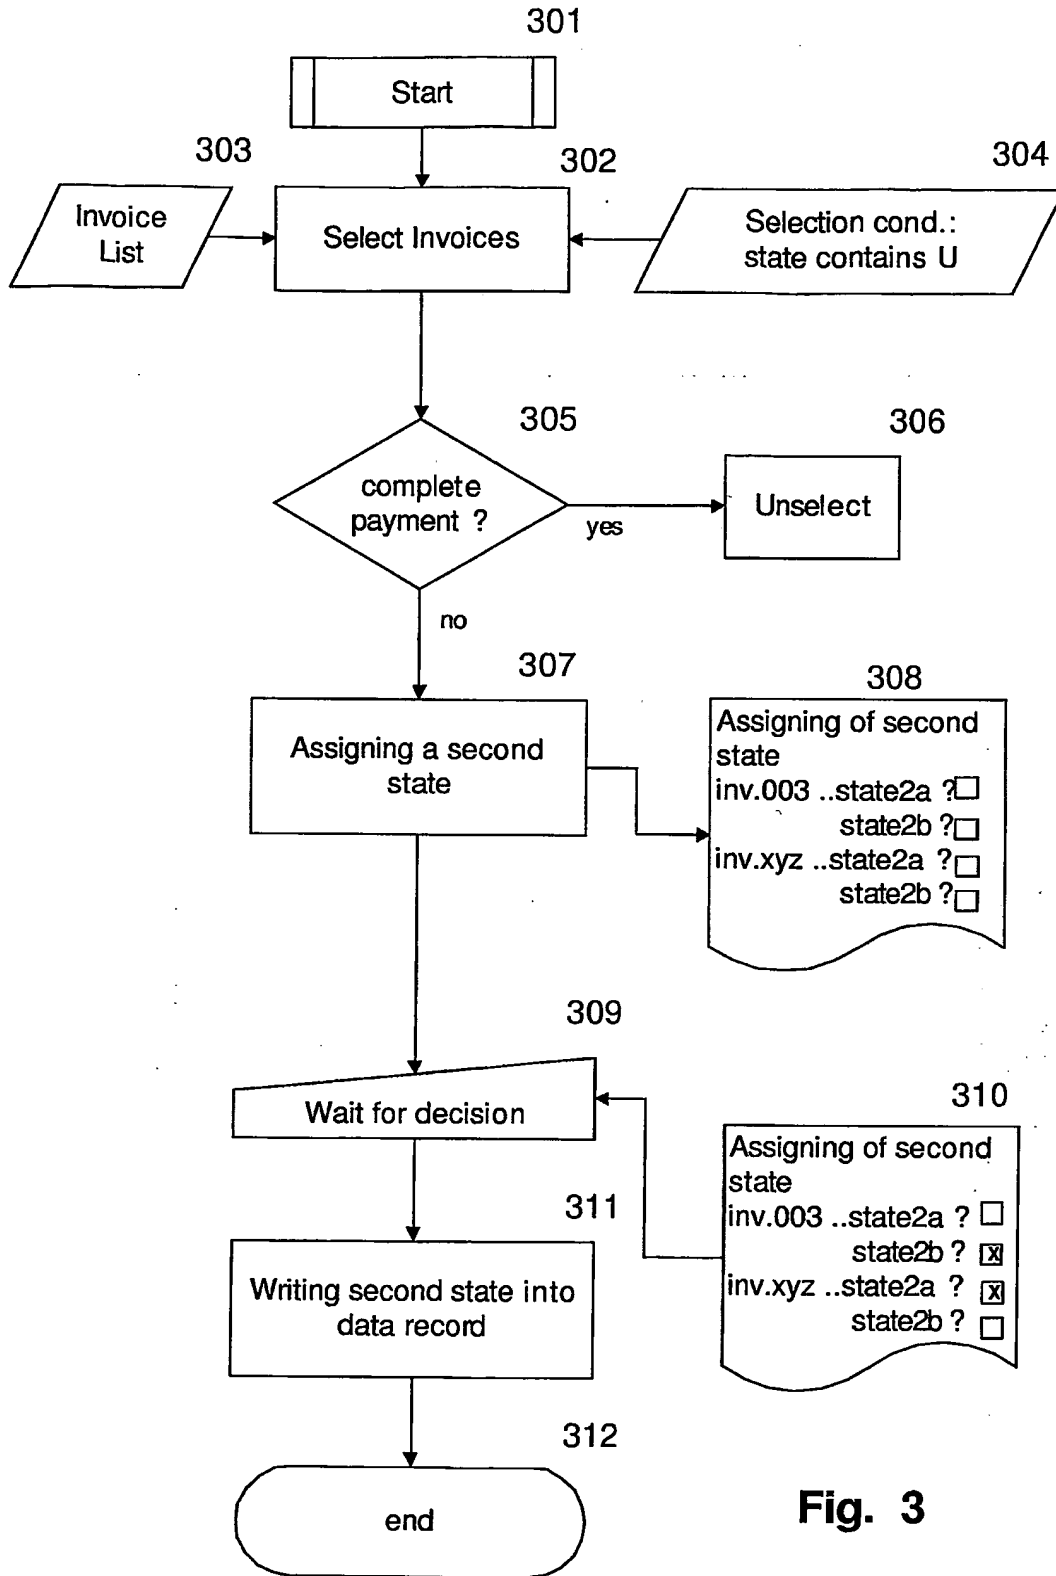 301
Start
303
302
304
Invoice
List
Select Invoices
Selection cond.:
state contains U
305
306
complete
payment ?
yes
Unselect
no
307
308
Assigning a second
state
Assigning of second
state
inv.003 ..state2a ?
state2b ?
inv.xyz ..state2a ?
state2b ?
309
Wait for decision
310
Assigning of second
state
inv.003 ..state2a ?
state2b ? x
inv.xyz ..state2a ? x
state2b ?
311
Writing second state into
data record
312
end
Fig. 3